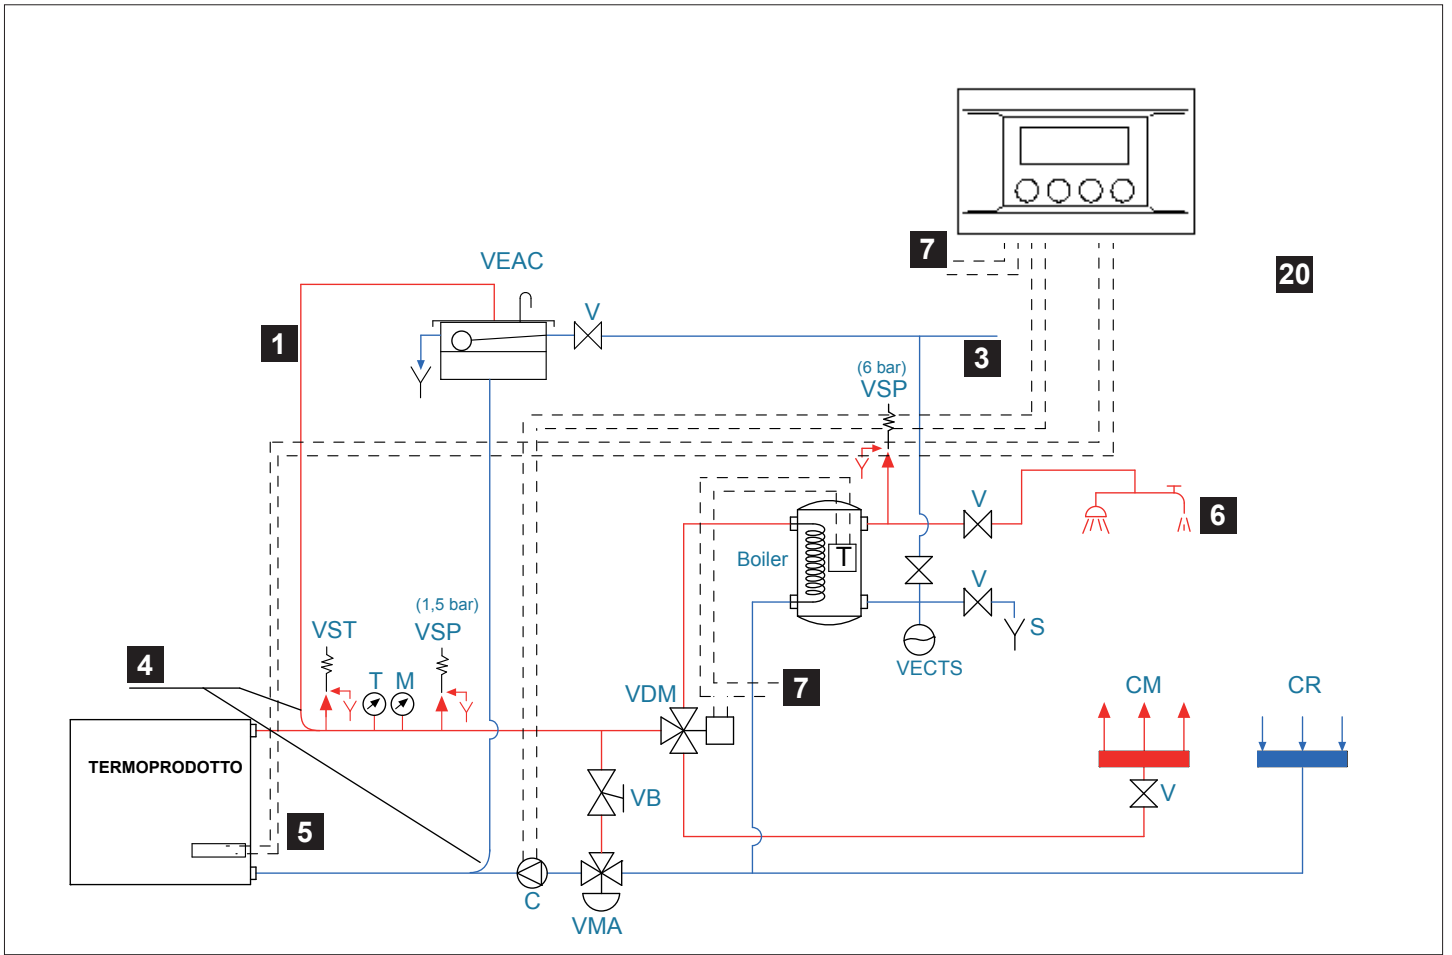 7
20
VEAC
V
1
3
(6 bar)
VSP
V
6
Boiler
T
V
(1,5 bar)
VST
VSP
S
4
VECTS
T M
7
VDM
CM
CR
TERMOPRODOTTO
VB
V
5
C
VMA